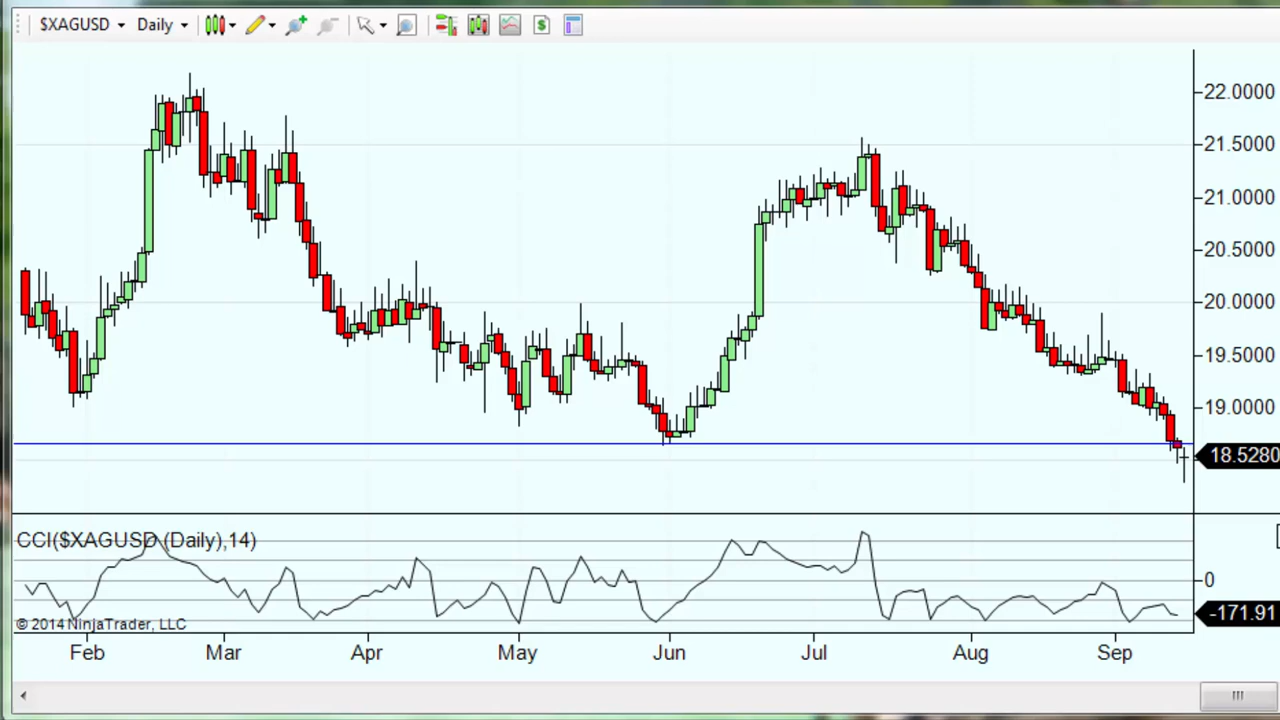 $XAGUSD Daily
22.0000
21.5000
21.0000
20.5000
20.0000
19.5000
19.0000
18.5280
CCI($XAGUSD (Daily),14)
0
-171.91
© 2014 NinjaTrader, LLC
Feb Mar Apr May Jun Jul Aug Sep